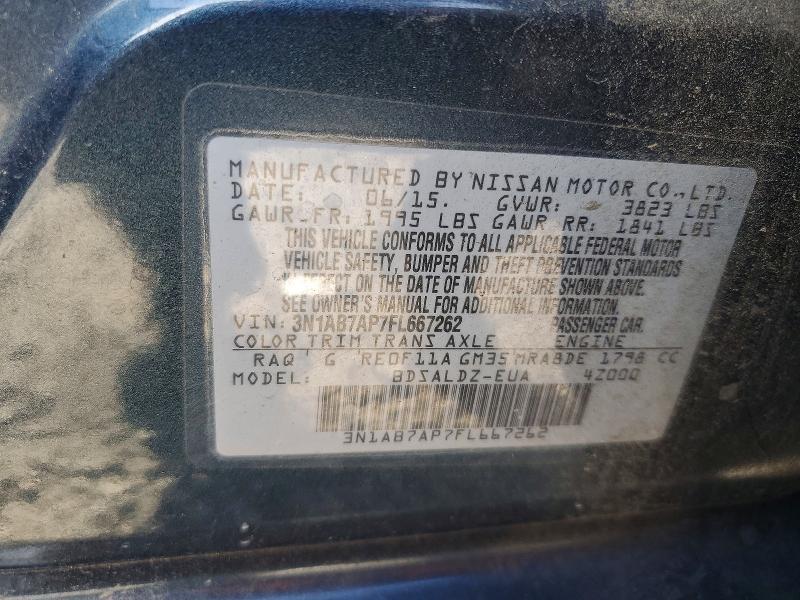 MANUFACTURED BY NISSAN MOTOR CO., LTD.
DATE: 06/15. GVWR: 3823 LBS
GAWR FR: 1995 LBS GAWR RR: 1841 LBS
THIS VEHICLE CONFORMS TO ALL APPLICABLE FEDERAL MOTOR
VEHICLE SAFETY, BUMPER AND THEFT PREVENTION STANDARDS
IN EFFECT ON THE DATE OF MANUFACTURE SHOWN ABOVE.
SEE OWNER'S MANUAL FOR ADDITIONAL INFORMATION.
VIN: 3N1AB7AP7FL667262 PASSENGER CAR.
COLOR TRIM TRANS AXLE ENGINE
RAQ G RE0F11A GM35 MRA8DE 1798 CC
MODEL: BDSALDZ-EUA 4Z000
3N1AB7AP7FL667262